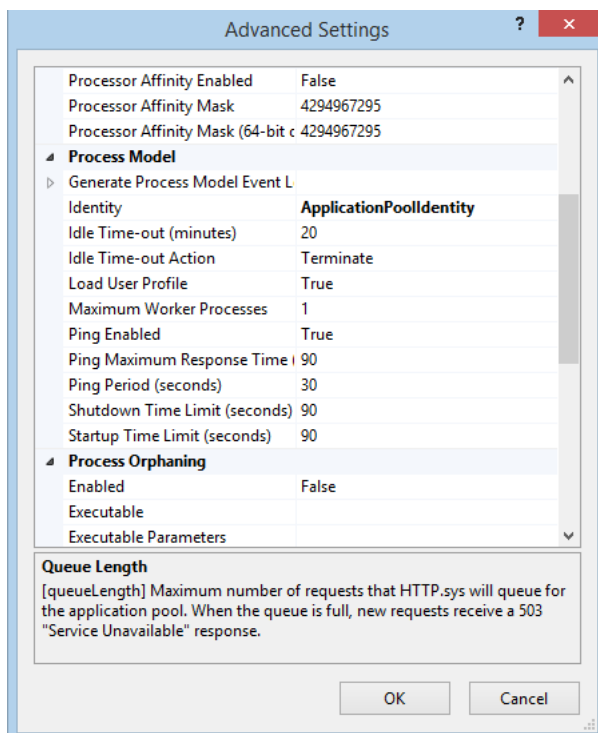 Advanced Settings
?
×
Processor Affinity Enabled False
Processor Affinity Mask 4294967295
Processor Affinity Mask (64-bit c 4294967295
Process Model
Generate Process Model Event L
Identity ApplicationPoolIdentity
Idle Time-out (minutes) 20
Idle Time-out Action Terminate
Load User Profile True
Maximum Worker Processes 1
Ping Enabled True
Ping Maximum Response Time ( 90
Ping Period (seconds) 30
Shutdown Time Limit (seconds) 90
Startup Time Limit (seconds) 90
Process Orphaning
Enabled False
Executable
Executable Parameters
Queue Length
[queueLength] Maximum number of requests that HTTP.sys will queue for
the application pool. When the queue is full, new requests receive a 503
"Service Unavailable" response.
OK Cancel